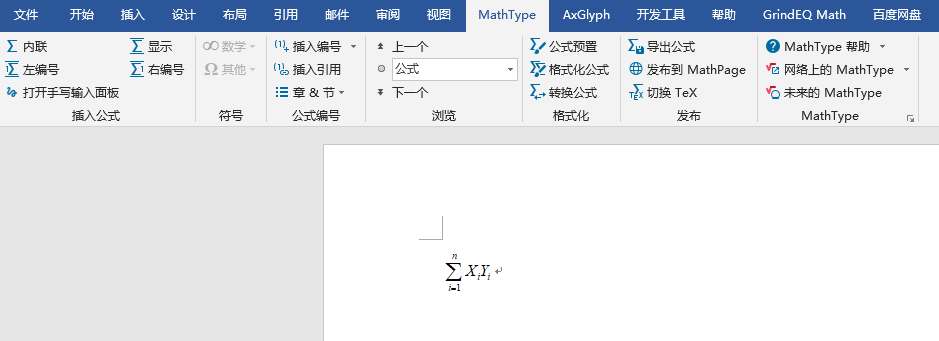 文件 开始 插入 设计 布局 引用 邮件 审阅 视图 MathType AxGlyph 开发工具 帮助 GrindEQ Math 百度网盘
Σ 内联 Σ 显示 ∞ 数学 (1) 插入编号 上一个 公式预置 导出公式 MathType 帮助
左编号 右编号 Ω 其他 (1) 插入引用 公式 格式化公式 发布到 MathPage 网络上的 MathType
打开手写输入面板 章 & 节 下一个 转换公式 TEX 切换 TeX 未来的 MathType
插入公式 符号 公式编号 浏览 格式化 发布 MathType
n
∑ XᵢYᵢ
i=1